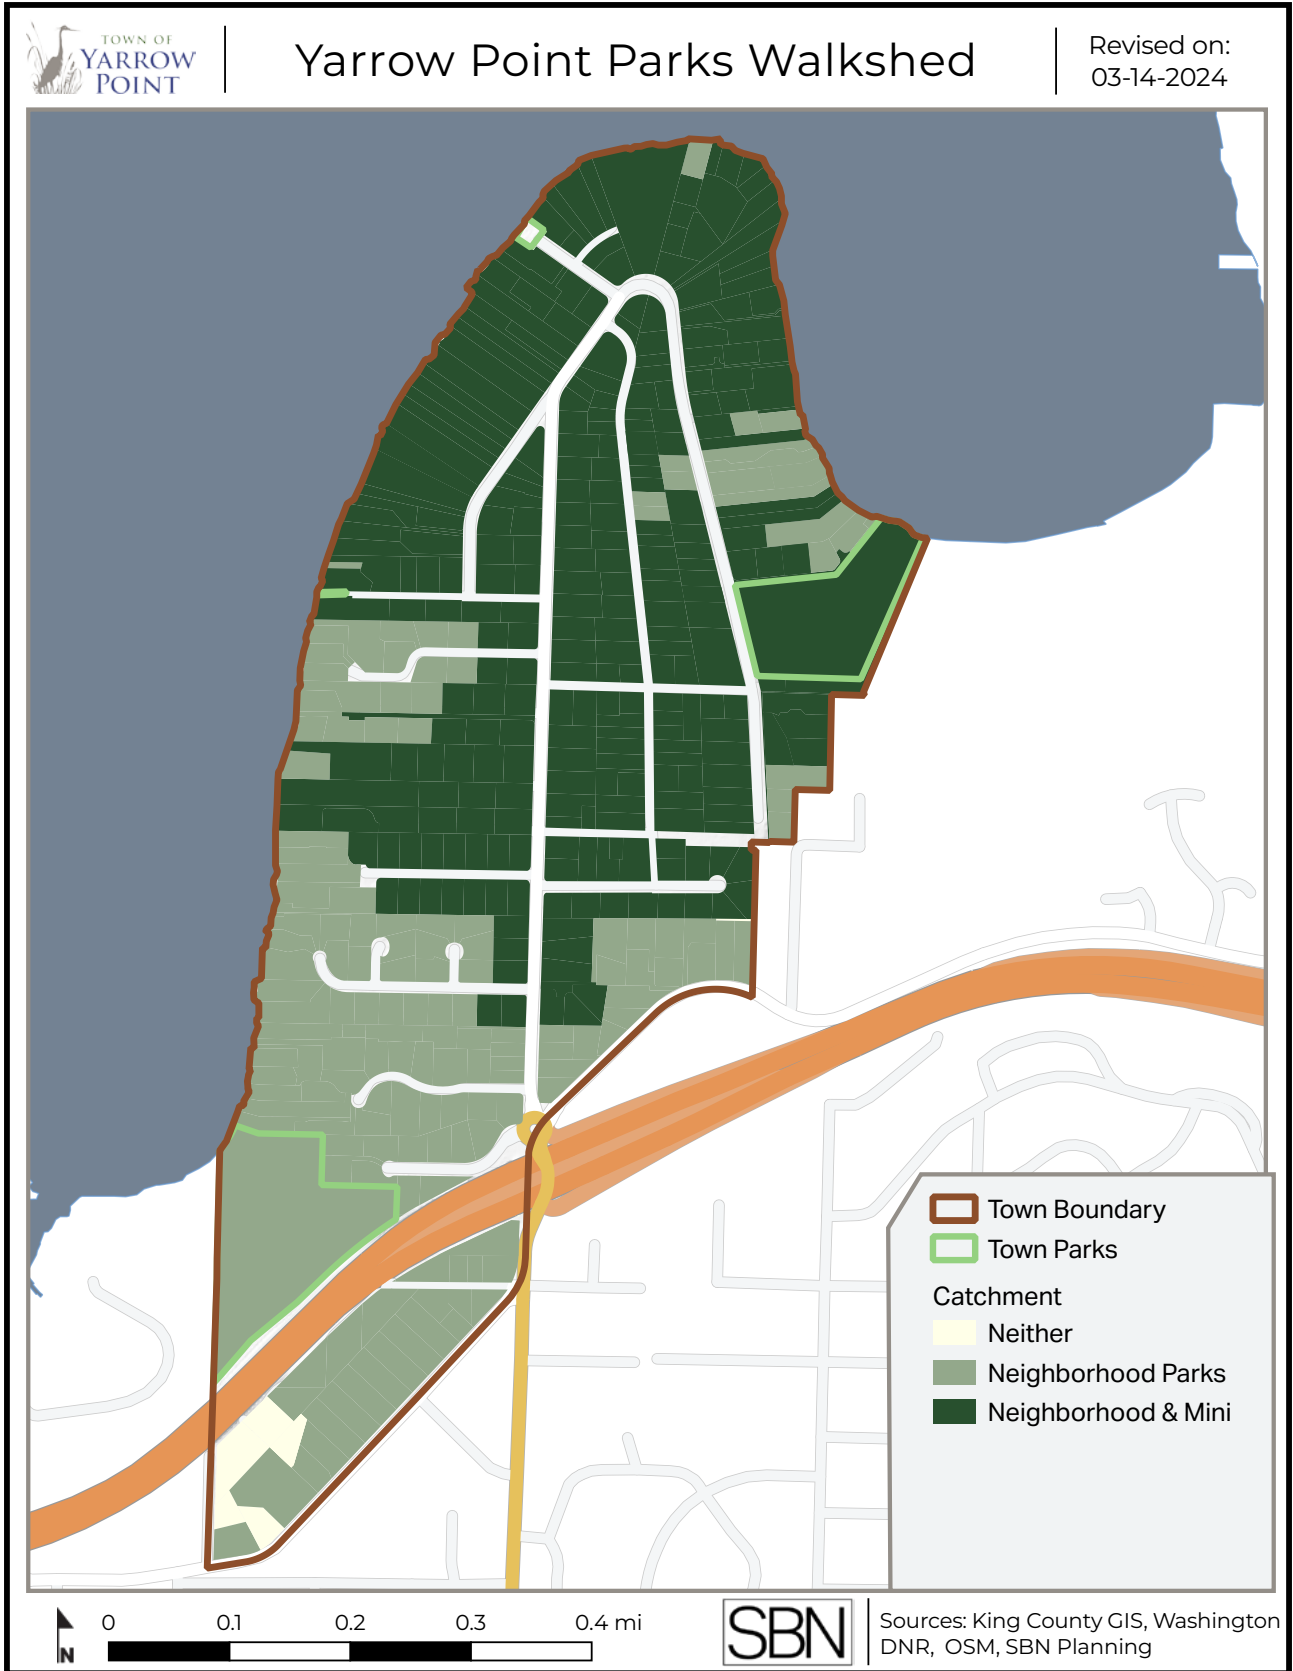 TOWN OF
YARROW
POINT
Yarrow Point Parks Walkshed
Revised on:
03-14-2024
Town Boundary
Town Parks
Catchment
Neither
Neighborhood Parks
Neighborhood & Mini
N
0 0.1 0.2 0.3 0.4 mi
SBN
Sources: King County GIS, Washington
DNR, OSM, SBN Planning